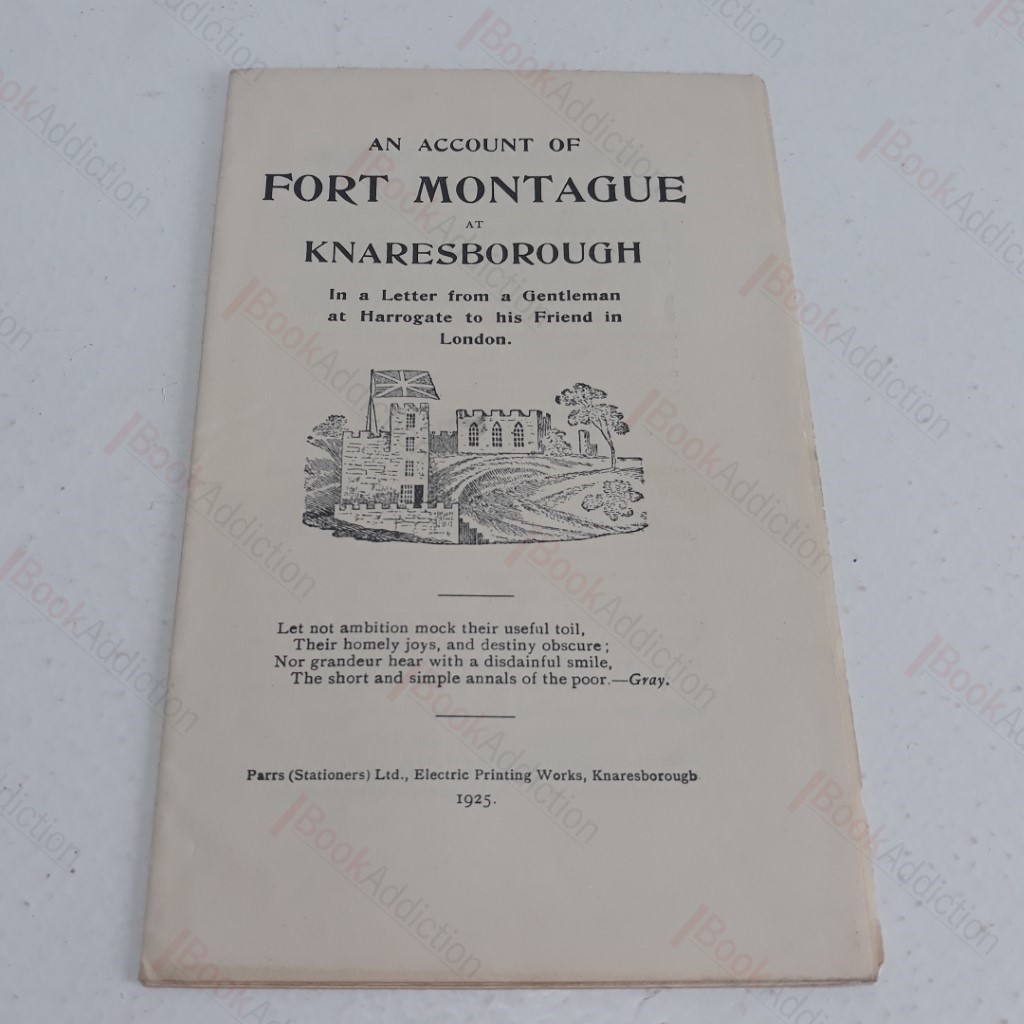 AN ACCOUNT OF
FORT MONTAGUE
AT
KNARESBOROUGH
In a Letter from a Gentleman
at Harrogate to his Friend in
London.
Let not ambition mock their useful toil,
Their homely joys, and destiny obscure;
Nor grandeur hear with a disdainful smile,
The short and simple annals of the poor.—Gray.
Parrs (Stationers) Ltd., Electric Printing Works, Knaresborough
1925.
BookAddiction